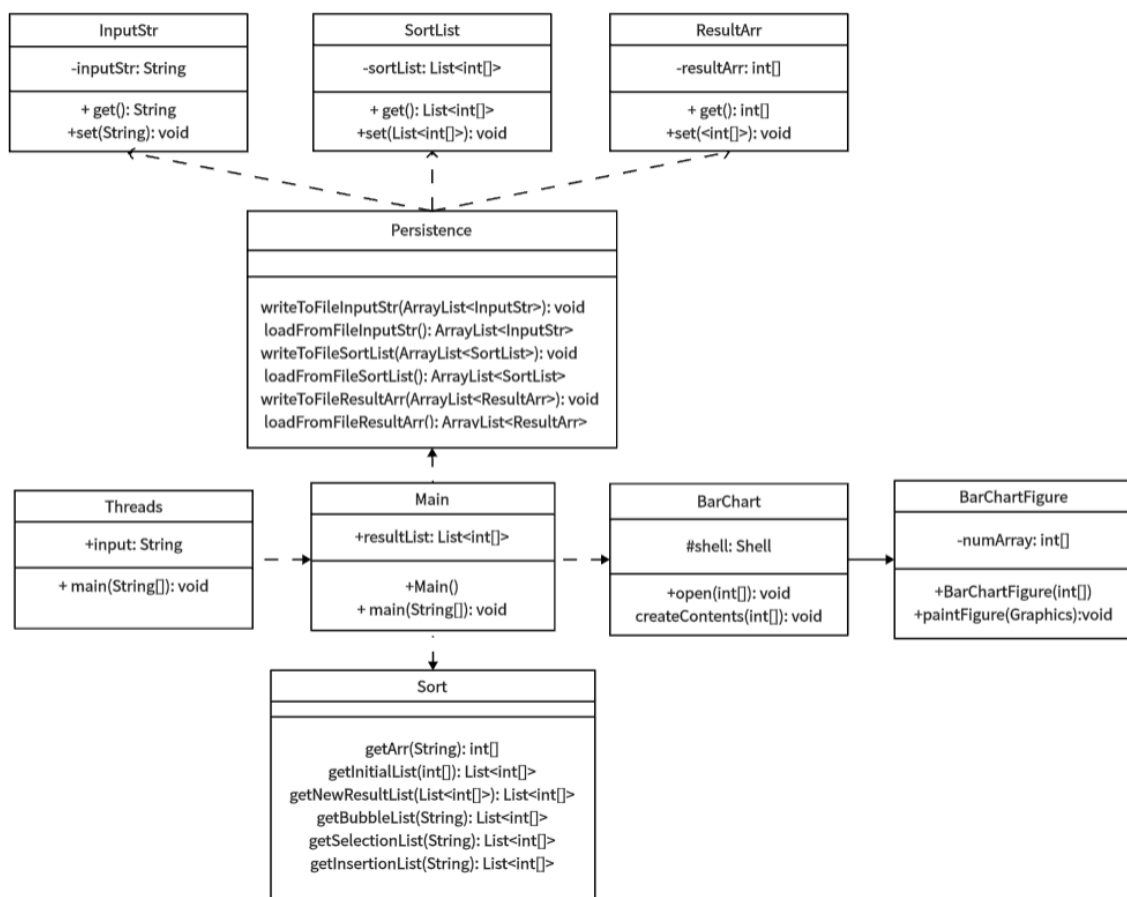 InputStr
-inputStr: String
+ get(): String
+set(String): void
SortList
-sortList: List<int[]>
+ get(): List<int[]>
+set(List<int[]>): void
ResultArr
-resultArr: int[]
+ get(): int[]
+set(<int[]>): void
Persistence
writeToFileInputStr(ArrayList<InputStr>): void
loadFromFileInputStr(): ArrayList<InputStr>
writeToFileSortList(ArrayList<SortList>): void
loadFromFileSortList(): ArrayList<SortList>
writeToFileResultArr(ArrayList<ResultArr>): void
loadFromFileResultArr(): ArrayList<ResultArr>
Threads
+input: String
+ main(String[]): void
Main
+resultList: List<int[]>
+Main()
+ main(String[]): void
BarChart
#shell: Shell
+open(int[]): void
createContents(int[]): void
BarChartFigure
-numArray: int[]
+BarChartFigure(int[])
+paintFigure(Graphics):void
Sort
getArr(String): int[]
getInitialList(int[]): List<int[]>
getNewResultList(List<int[]>): List<int[]>
getBubbleList(String): List<int[]>
getSelectionList(String): List<int[]>
getInsertionList(String): List<int[]>